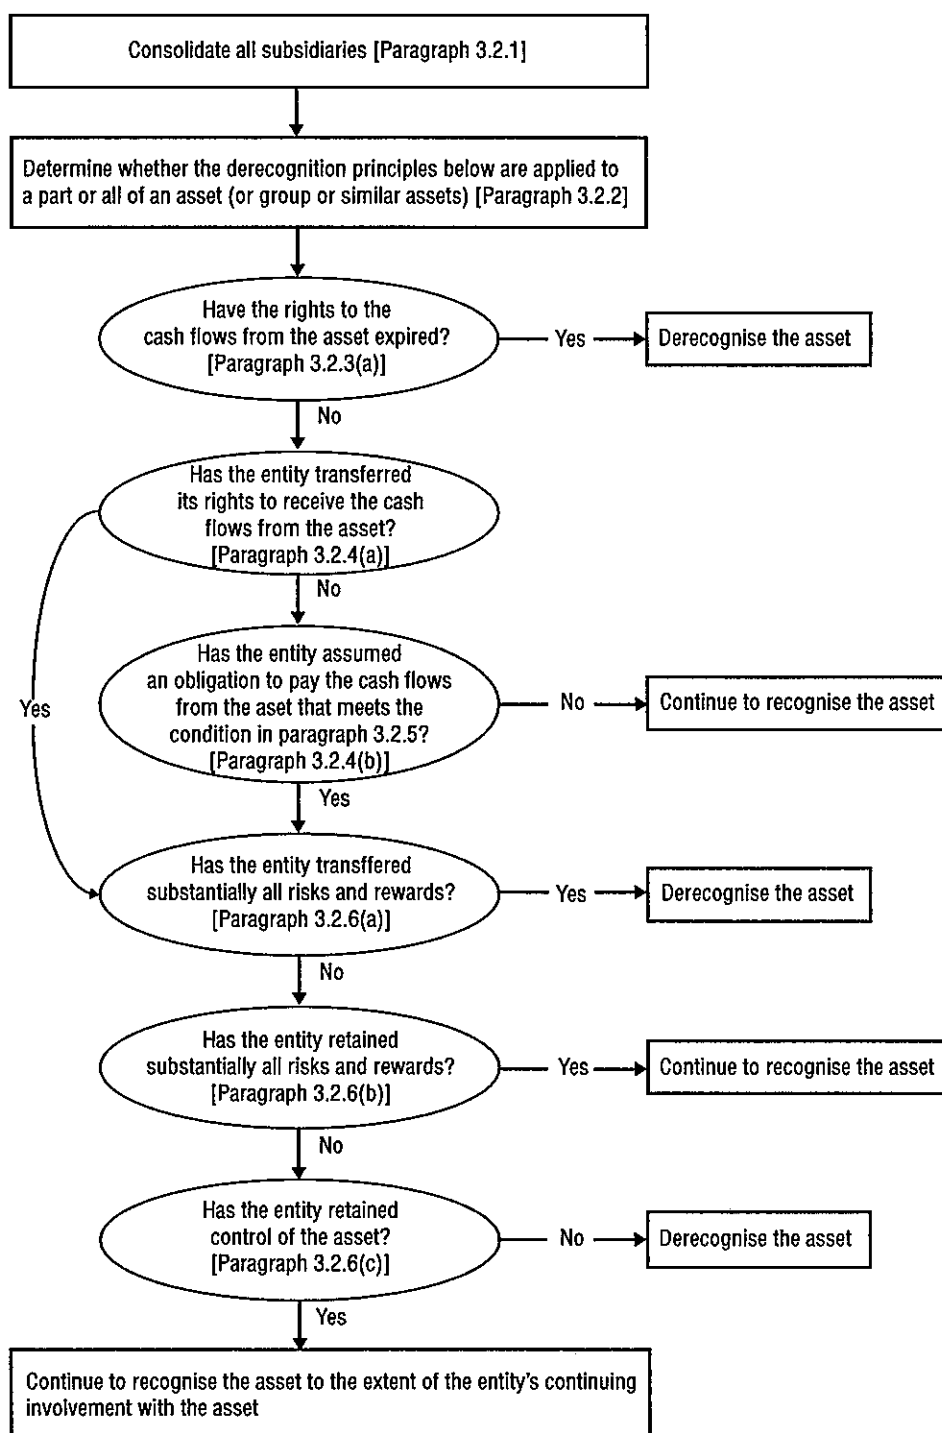 Consolidate all subsidiaries [Paragraph 3.2.1]
Determine whether the derecognition principles below are applied to
a part or all of an asset (or group or similar assets) [Paragraph 3.2.2]
Have the rights to the
cash flows from the asset expired?
[Paragraph 3.2.3(a)]
Yes
Derecognise the asset
No
Has the entity transferred
its rights to receive the cash
flows from the asset?
[Paragraph 3.2.4(a)]
No
Has the entity assumed
an obligation to pay the cash flows
from the aset that meets the
condition in paragraph 3.2.5?
[Paragraph 3.2.4(b)]
No
Continue to recognise the asset
Yes
Yes
Has the entity transffered
substantially all risks and rewards?
[Paragraph 3.2.6(a)]
Yes
Derecognise the asset
No
Has the entity retained
substantially all risks and rewards?
[Paragraph 3.2.6(b)]
Yes
Continue to recognise the asset
No
Has the entity retained
control of the asset?
[Paragraph 3.2.6(c)]
No
Derecognise the asset
Yes
Continue to recognise the asset to the extent of the entity's continuing
involvement with the asset